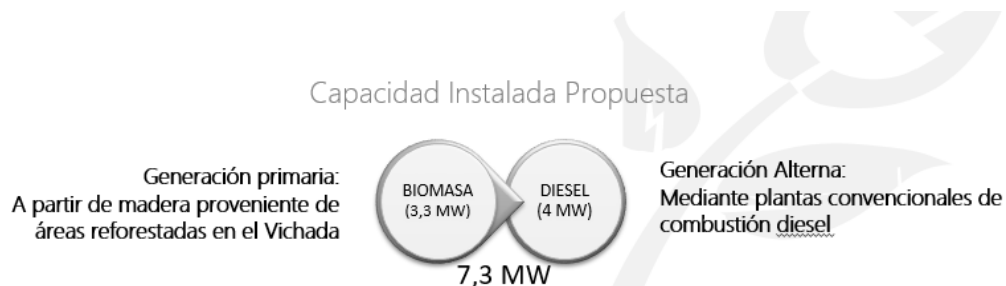 Capacidad Instalada Propuesta
Generación primaria:
A partir de madera proveniente de
áreas reforestadas en el Vichada
BIOMASA
(3,3 MW)
DIESEL
(4 MW)
Generación Alterna:
Mediante plantas convencionales de
combustión diesel
7,3 MW